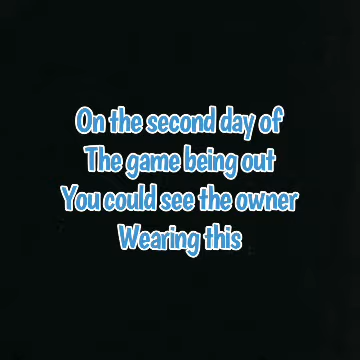 On the second day of
The game being out
You could see the owner
Wearing this